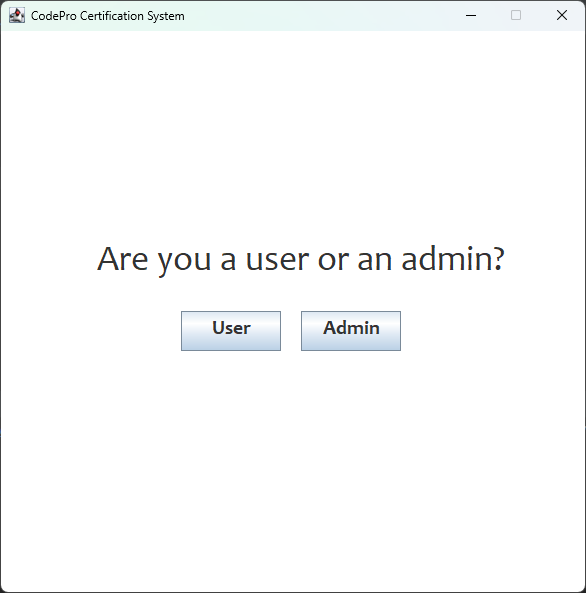 CodePro Certification System
Are you a user or an admin?
User Admin